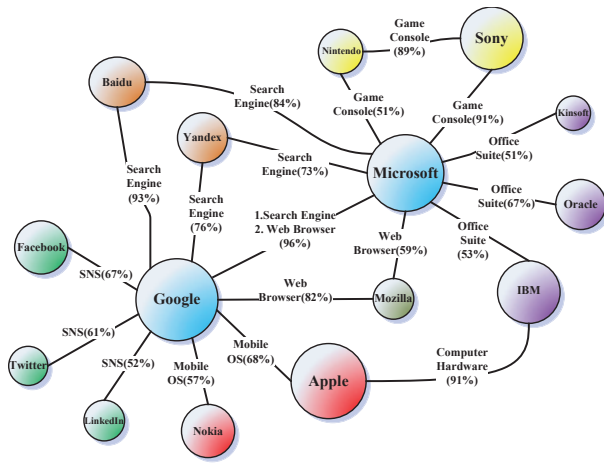 Game
Console
(89%)
Nintendo
Sony
Baidu
Search
Engine(84%)
Game
Console(51%)
Game
Console(91%)
Kinsoft
Yandex
Search
Engine(73%)
Office
Suite(51%)
Microsoft
Search
Engine
(93%)
Search
Engine
(76%)
Office
Suite(67%)
Oracle
1.Search Engine
2. Web Browser
(96%)
Web
Browser(59%)
Office
Suite
(53%)
Facebook
SNS(67%)
Google
Web
Browser(82%)
Mozilla
IBM
SNS(61%)
Mobile
OS(68%)
Twitter
SNS(52%)
Mobile
OS(57%)
Apple
Computer
Hardware
(91%)
LinkedIn
Nokia